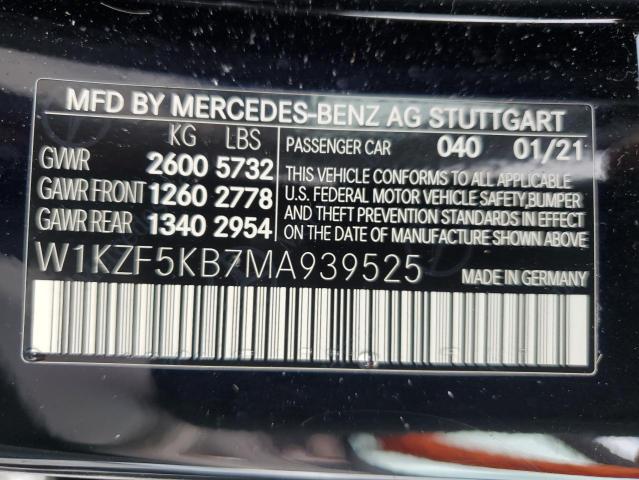 MFD BY MERCEDES-BENZ AG STUTTGART
KG LBS
GVWR 2600 5732
GAWR FRONT 1260 2778
GAWR REAR 1340 2954
PASSENGER CAR 040 01/21
THIS VEHICLE CONFORMS TO ALL APPLICABLE
U.S. FEDERAL MOTOR VEHICLE SAFETY,BUMPER
AND THEFT PREVENTION STANDARDS IN EFFECT
ON THE DATE OF MANUFACTURE SHOWN ABOVE
W1KZF5KB7MA939525
MADE IN GERMANY